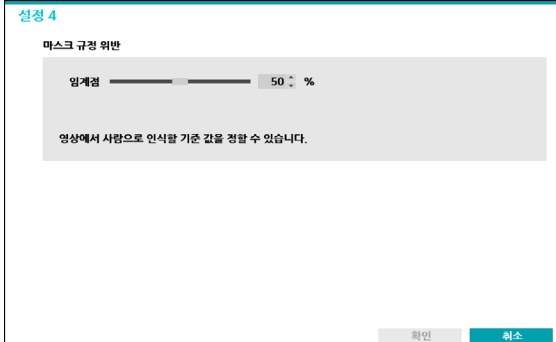 설정 4
마스크 규정 위반
임계점 50 %
영상에서 사람으로 인식할 기준 값을 정할 수 있습니다.
확인 취소